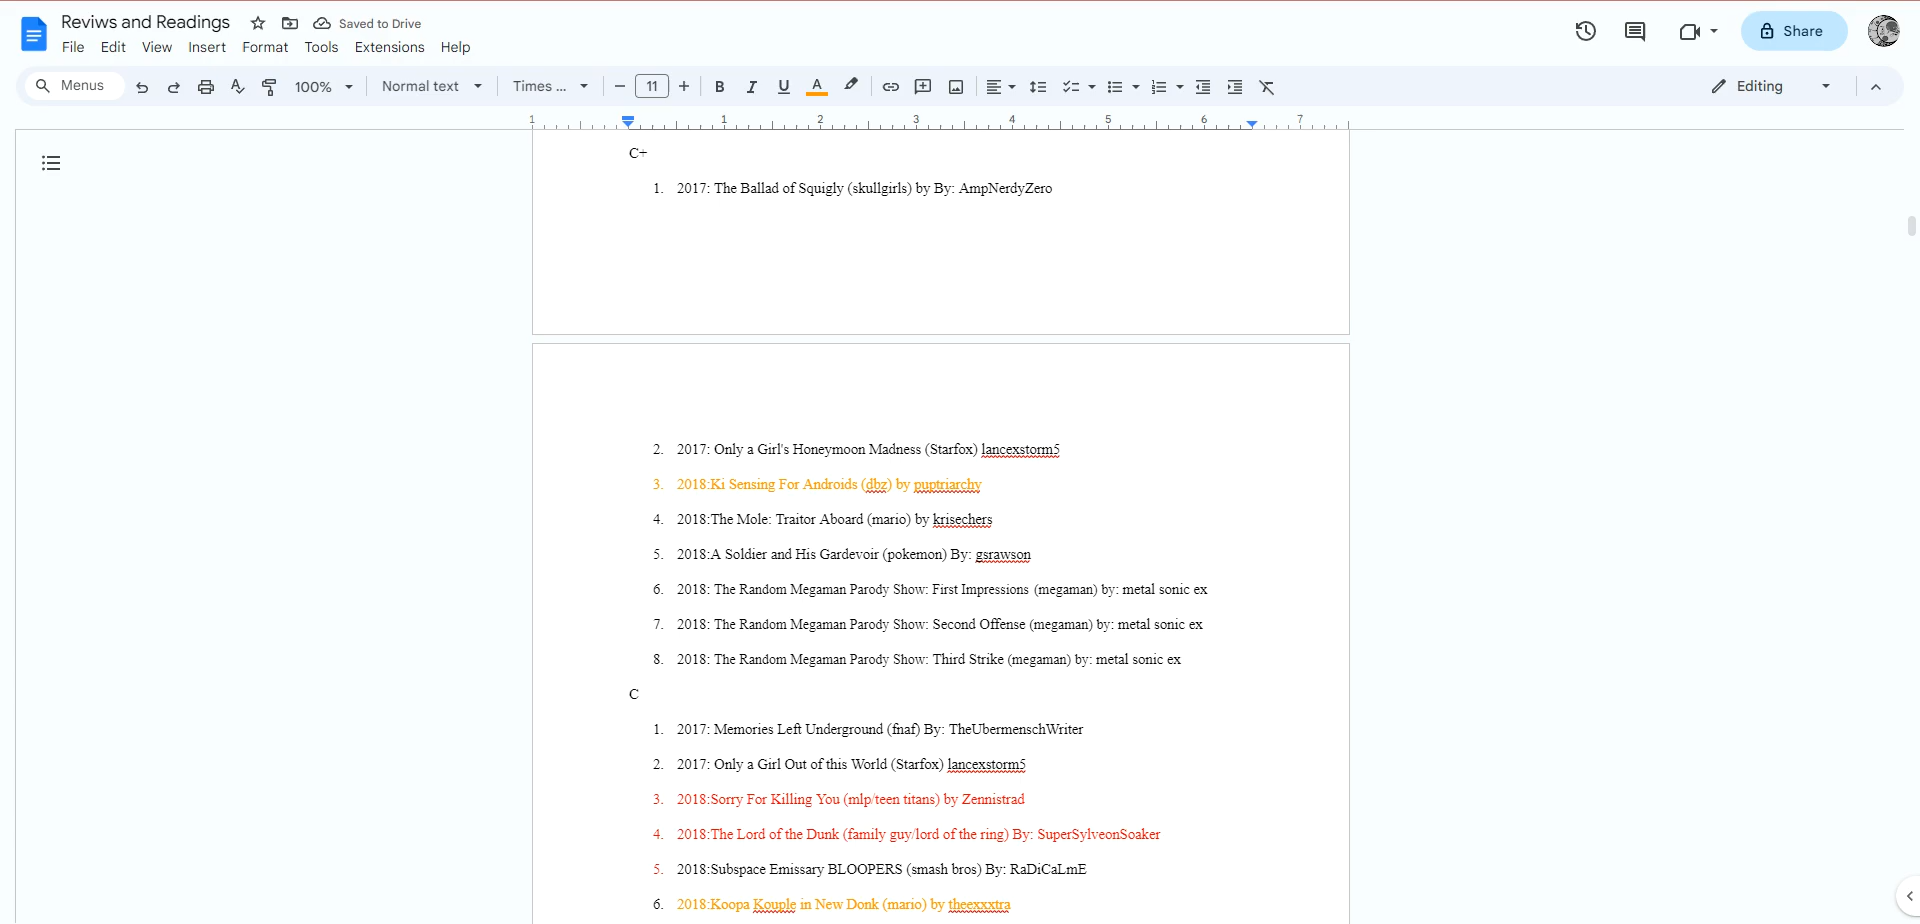 Reviws and Readings Saved to Drive
File Edit View Insert Format Tools Extensions Help
Share
Menus 100% Normal text Times ... 11 B I U A Editing
1 1 2 3 4 5 6 7
C+
1. 2017: The Ballad of Squigly (skullgirls) by By: AmpNerdyZero
2. 2017: Only a Girl's Honeymoon Madness (Starfox) lancexstorm5
3. 2018:Ki Sensing For Androids (dbz) by puptriarchy
4. 2018:The Mole: Traitor Aboard (mario) by krisechers
5. 2018:A Soldier and His Gardevoir (pokemon) By: gsrawson
6. 2018: The Random Megaman Parody Show: First Impressions (megaman) by: metal sonic ex
7. 2018: The Random Megaman Parody Show: Second Offense (megaman) by: metal sonic ex
8. 2018: The Random Megaman Parody Show: Third Strike (megaman) by: metal sonic ex
C
1. 2017: Memories Left Underground (fnaf) By: TheUbermenschWriter
2. 2017: Only a Girl Out of this World (Starfox) lancexstorm5
3. 2018:Sorry For Killing You (mlp/teen titans) by Zennistrad
4. 2018:The Lord of the Dunk (family guy/lord of the ring) By: SuperSylveonSoaker
5. 2018:Subspace Emissary BLOOPERS (smash bros) By: RaDiCaLmE
6. 2018:Koopa Kouple in New Donk (mario) by theexxxtra